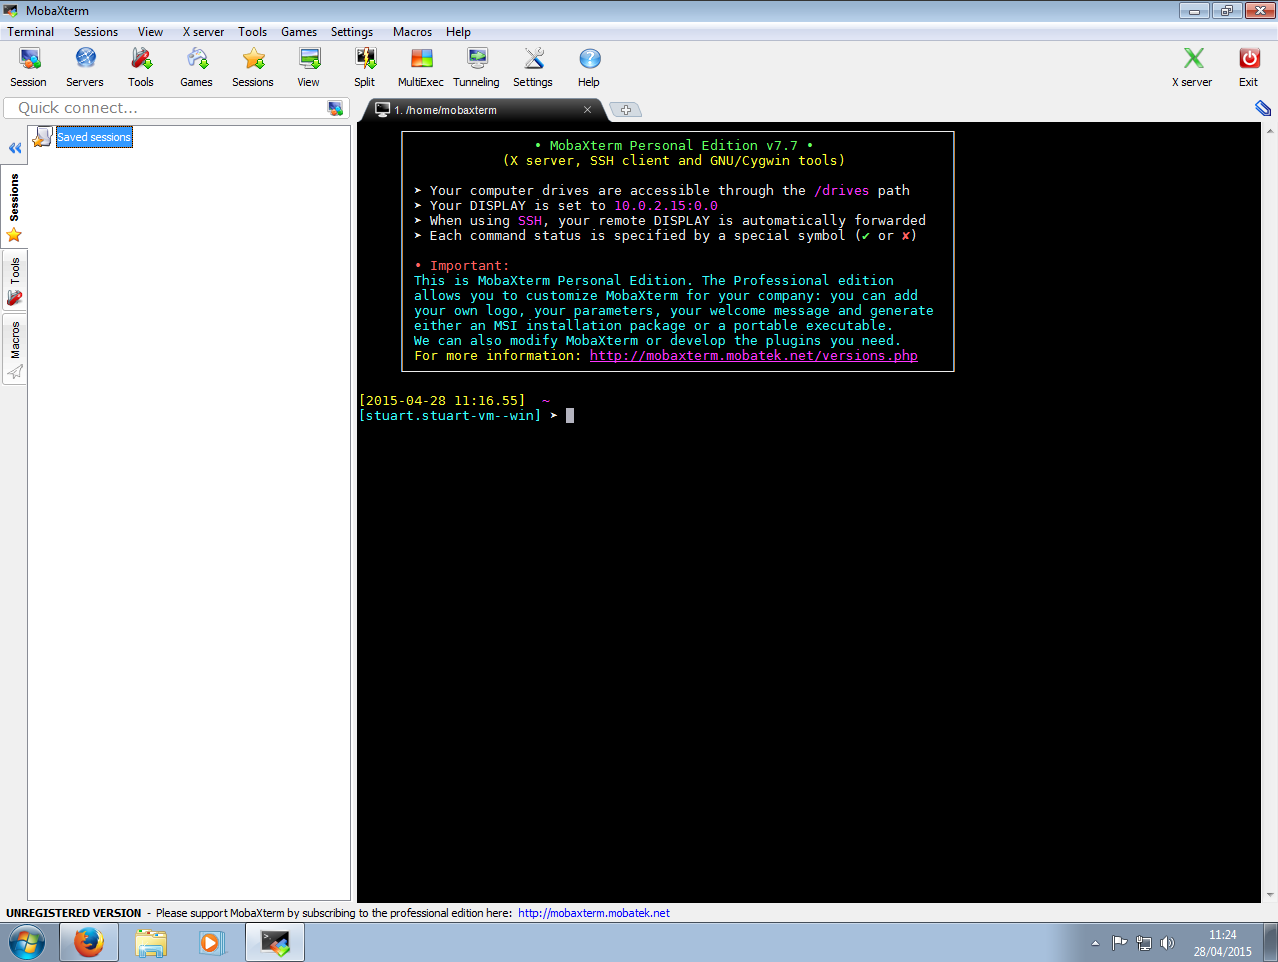 MobaXterm
Terminal Sessions View X server Tools Games Settings Macros Help
Session Servers Tools Games Sessions View Split MultiExec Tunneling Settings Help X server Exit
Quick connect...
1. /home/mobaxterm
Saved sessions
Sessions
Tools
Macros
• MobaXterm Personal Edition v7.7 •
(X server, SSH client and GNU/Cygwin tools)
➤ Your computer drives are accessible through the /drives path
➤ Your DISPLAY is set to 10.0.2.15:0.0
➤ When using SSH, your remote DISPLAY is automatically forwarded
➤ Each command status is specified by a special symbol (✔ or ✘)
• Important:
This is MobaXterm Personal Edition. The Professional edition
allows you to customize MobaXterm for your company: you can add
your own logo, your parameters, your welcome message and generate
either an MSI installation package or a portable executable.
We can also modify MobaXterm or develop the plugins you need.
For more information: http://mobaxterm.mobatek.net/versions.php
[2015-04-28 11:16.55] ~
[stuart.stuart-vm--win] ➤
UNREGISTERED VERSION - Please support MobaXterm by subscribing to the professional edition here: http://mobaxterm.mobatek.net
11:24
28/04/2015